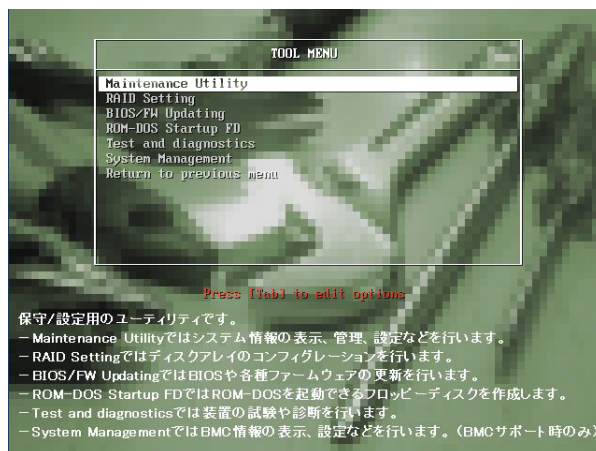 TOOL MENU
Maintenance Utility
RAID Setting
BIOS/FW Updating
ROM-DOS Startup FD
Test and diagnostics
System Management
Return to previous menu
Press [Tab] to edit options
保守/設定用のユーティリティです。
－Maintenance Utilityではシステム情報の表示、管理、設定などを行います。
－RAID Settingではディスクアレイのコンフィグレーションを行います。
－BIOS/FW UpdatingではBIOSや各種ファームウェアの更新を行います。
－ROM-DOS Startup FDではROM-DOSを起動できるフロッピーディスクを作成します。
－Test and diagnosticsでは装置の試験や診断を行います。
－System ManagementではBMC情報の表示、設定などを行います。（BMCサポート時のみ）